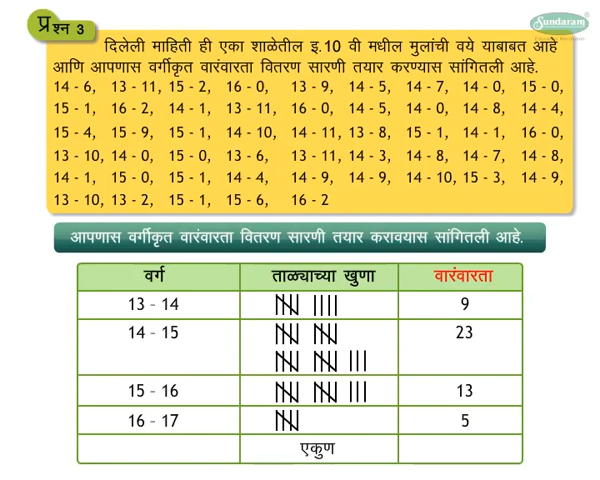 प्रश्न 3
Sundaram
दिलेली माहिती ही एका शाळेतील इ.10 वी मधील मुलांची वये याबाबत आहे
आणि आपणास वर्गीकृत वारंवारता वितरण सारणी तयार करण्यास सांगितली आहे.
14 - 6, 13 - 11, 15 - 2, 16 - 0, 13 - 9, 14 - 5, 14 - 7, 14 - 0, 15 - 0,
15 - 1, 16 - 2, 14 - 1, 13 - 11, 16 - 0, 14 - 5, 14 - 0, 14 - 8, 14 - 4,
15 - 4, 15 - 9, 15 - 1, 14 - 10, 14 - 11, 13 - 8, 15 - 1, 14 - 1, 16 - 0,
13 - 10, 14 - 0, 15 - 0, 13 - 6, 13 - 11, 14 - 3, 14 - 8, 14 - 7, 14 - 8,
14 - 1, 15 - 0, 15 - 1, 14 - 4, 14 - 9, 14 - 9, 14 - 10, 15 - 3, 14 - 9,
13 - 10, 13 - 2, 15 - 1, 15 - 6, 16 - 2
आपणास वर्गीकृत वारंवारता वितरण सारणी तयार करावयास सांगितली आहे.
वर्ग ताळ्याच्या खुणा वारंवारता
13 - 14 9
14 - 15 23
15 - 16 13
16 - 17 5
एकुण